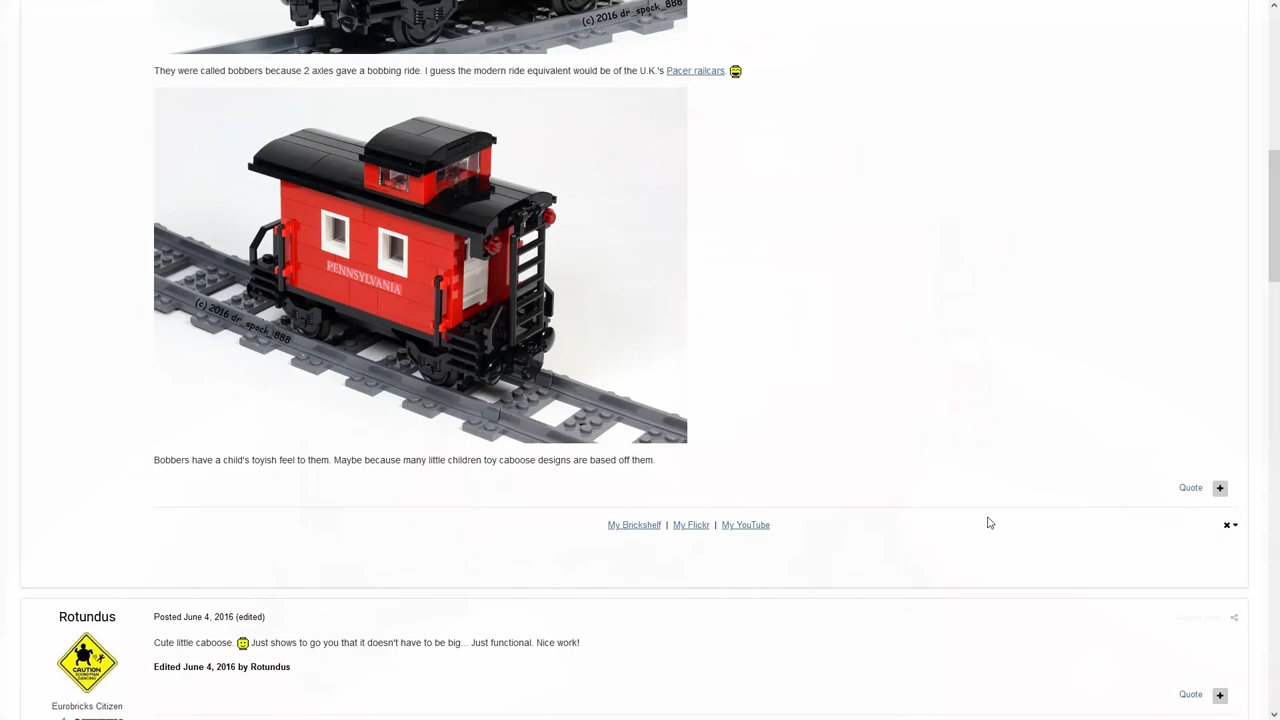 (c) 2016 dr_spock_888
They were called bobbers because 2 axles gave a bobbing ride. I guess the modern ride equivalent would be of the U.K.'s Pacer railcars.
PENNSYLVANIA
(c) 2016 dr_spock_888
Bobbers have a child's toyish feel to them. Maybe because many little children toy caboose designs are based off them.
Quote +
My Brickshelf | My Flickr | My YouTube
Rotundus
Posted June 4, 2016 (edited)
Report post
Cute little caboose. Just shows to go you that it doesn't have to be big... Just functional. Nice work!
CAUTION
Edited June 4, 2016 by Rotundus
Quote +
Eurobricks Citizen